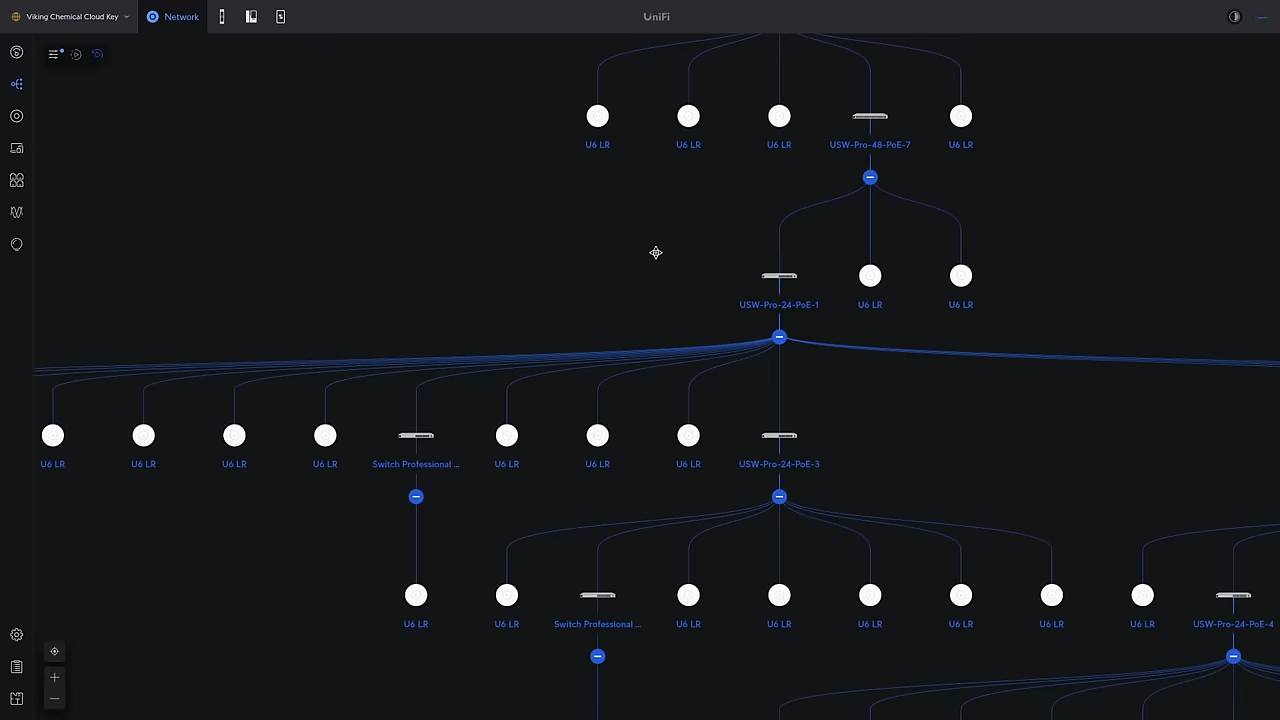 Viking Chemical Cloud Key
Network
UniFi
U6 LR
U6 LR
U6 LR
USW-Pro-48-PoE-7
U6 LR
USW-Pro-24-PoE-1
U6 LR
U6 LR
U6 LR
U6 LR
U6 LR
U6 LR
Switch Professional ...
U6 LR
U6 LR
U6 LR
USW-Pro-24-PoE-3
U6 LR
U6 LR
Switch Professional ...
U6 LR
U6 LR
U6 LR
U6 LR
U6 LR
U6 LR
USW-Pro-24-PoE-4